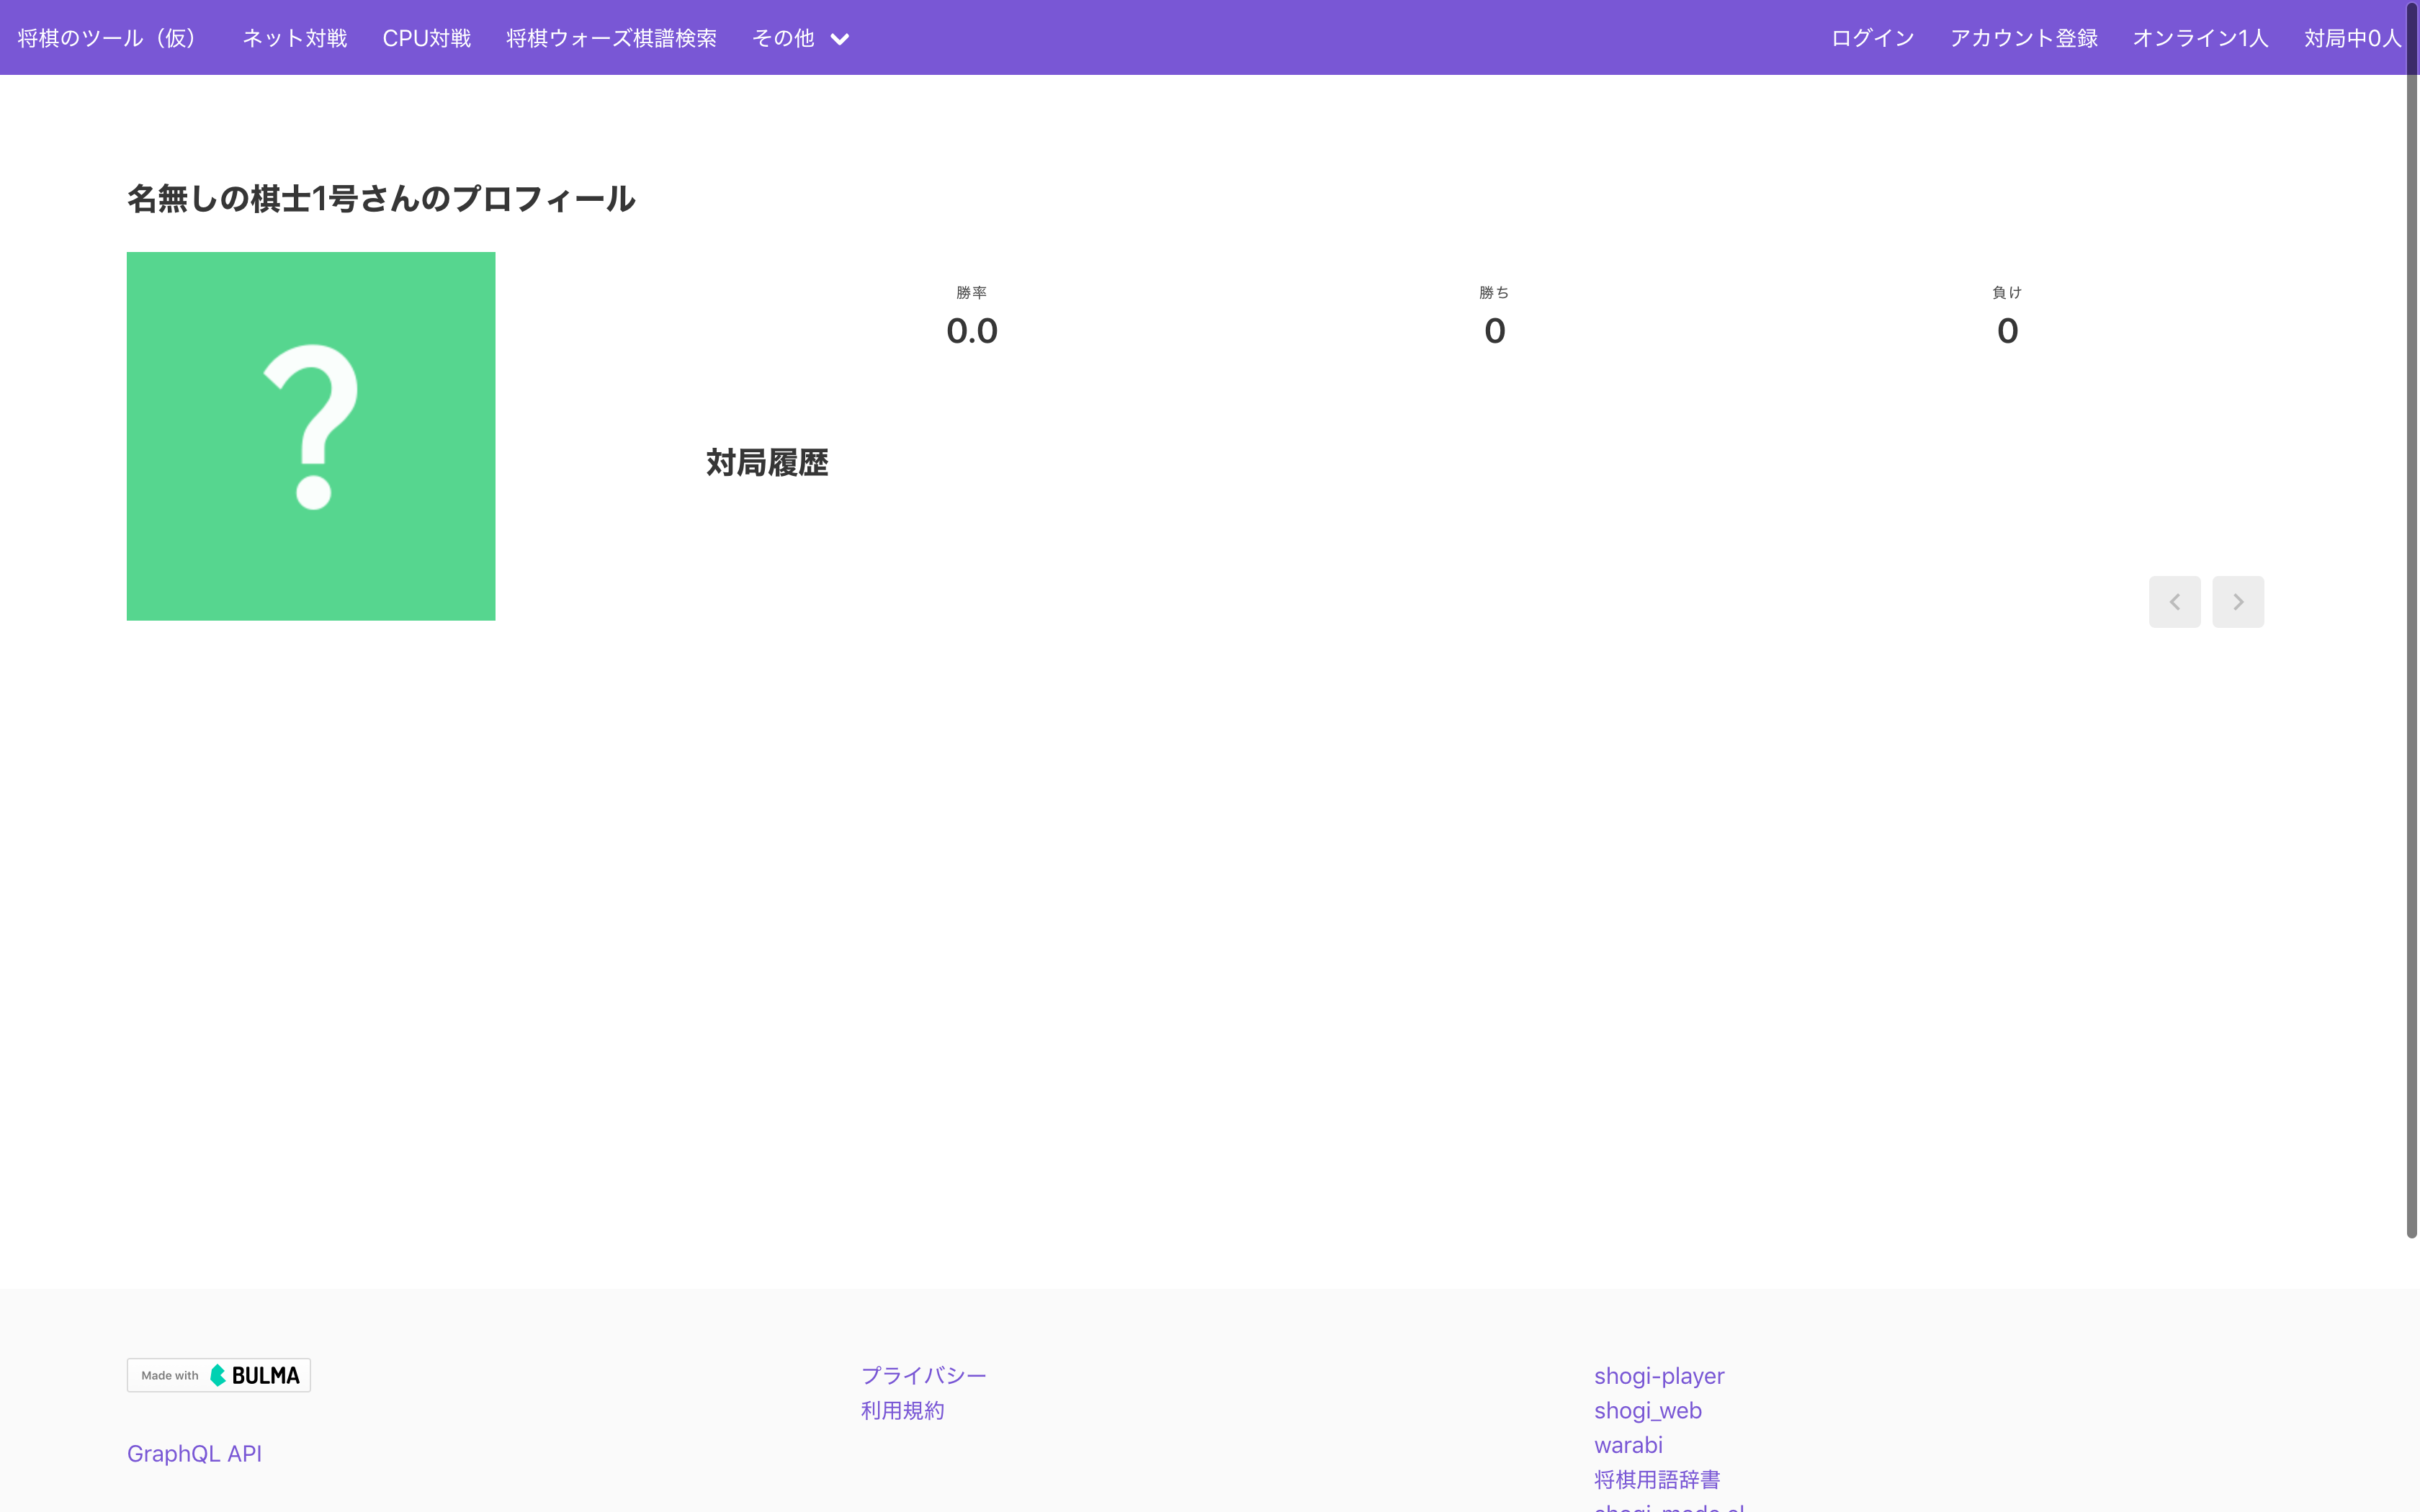 将棋のツール（仮） ネット対戦 CPU対戦 将棋ウォーズ棋譜検索 その他 ログイン アカウント登録 オンライン1人 対局中0人
名無しの棋士1号さんのプロフィール
?
勝率 勝ち 負け
0.0 0 0
対局履歴
Made with BULMA
GraphQL API
プライバシー
利用規約
shogi-player
shogi_web
warabi
将棋用語辞書